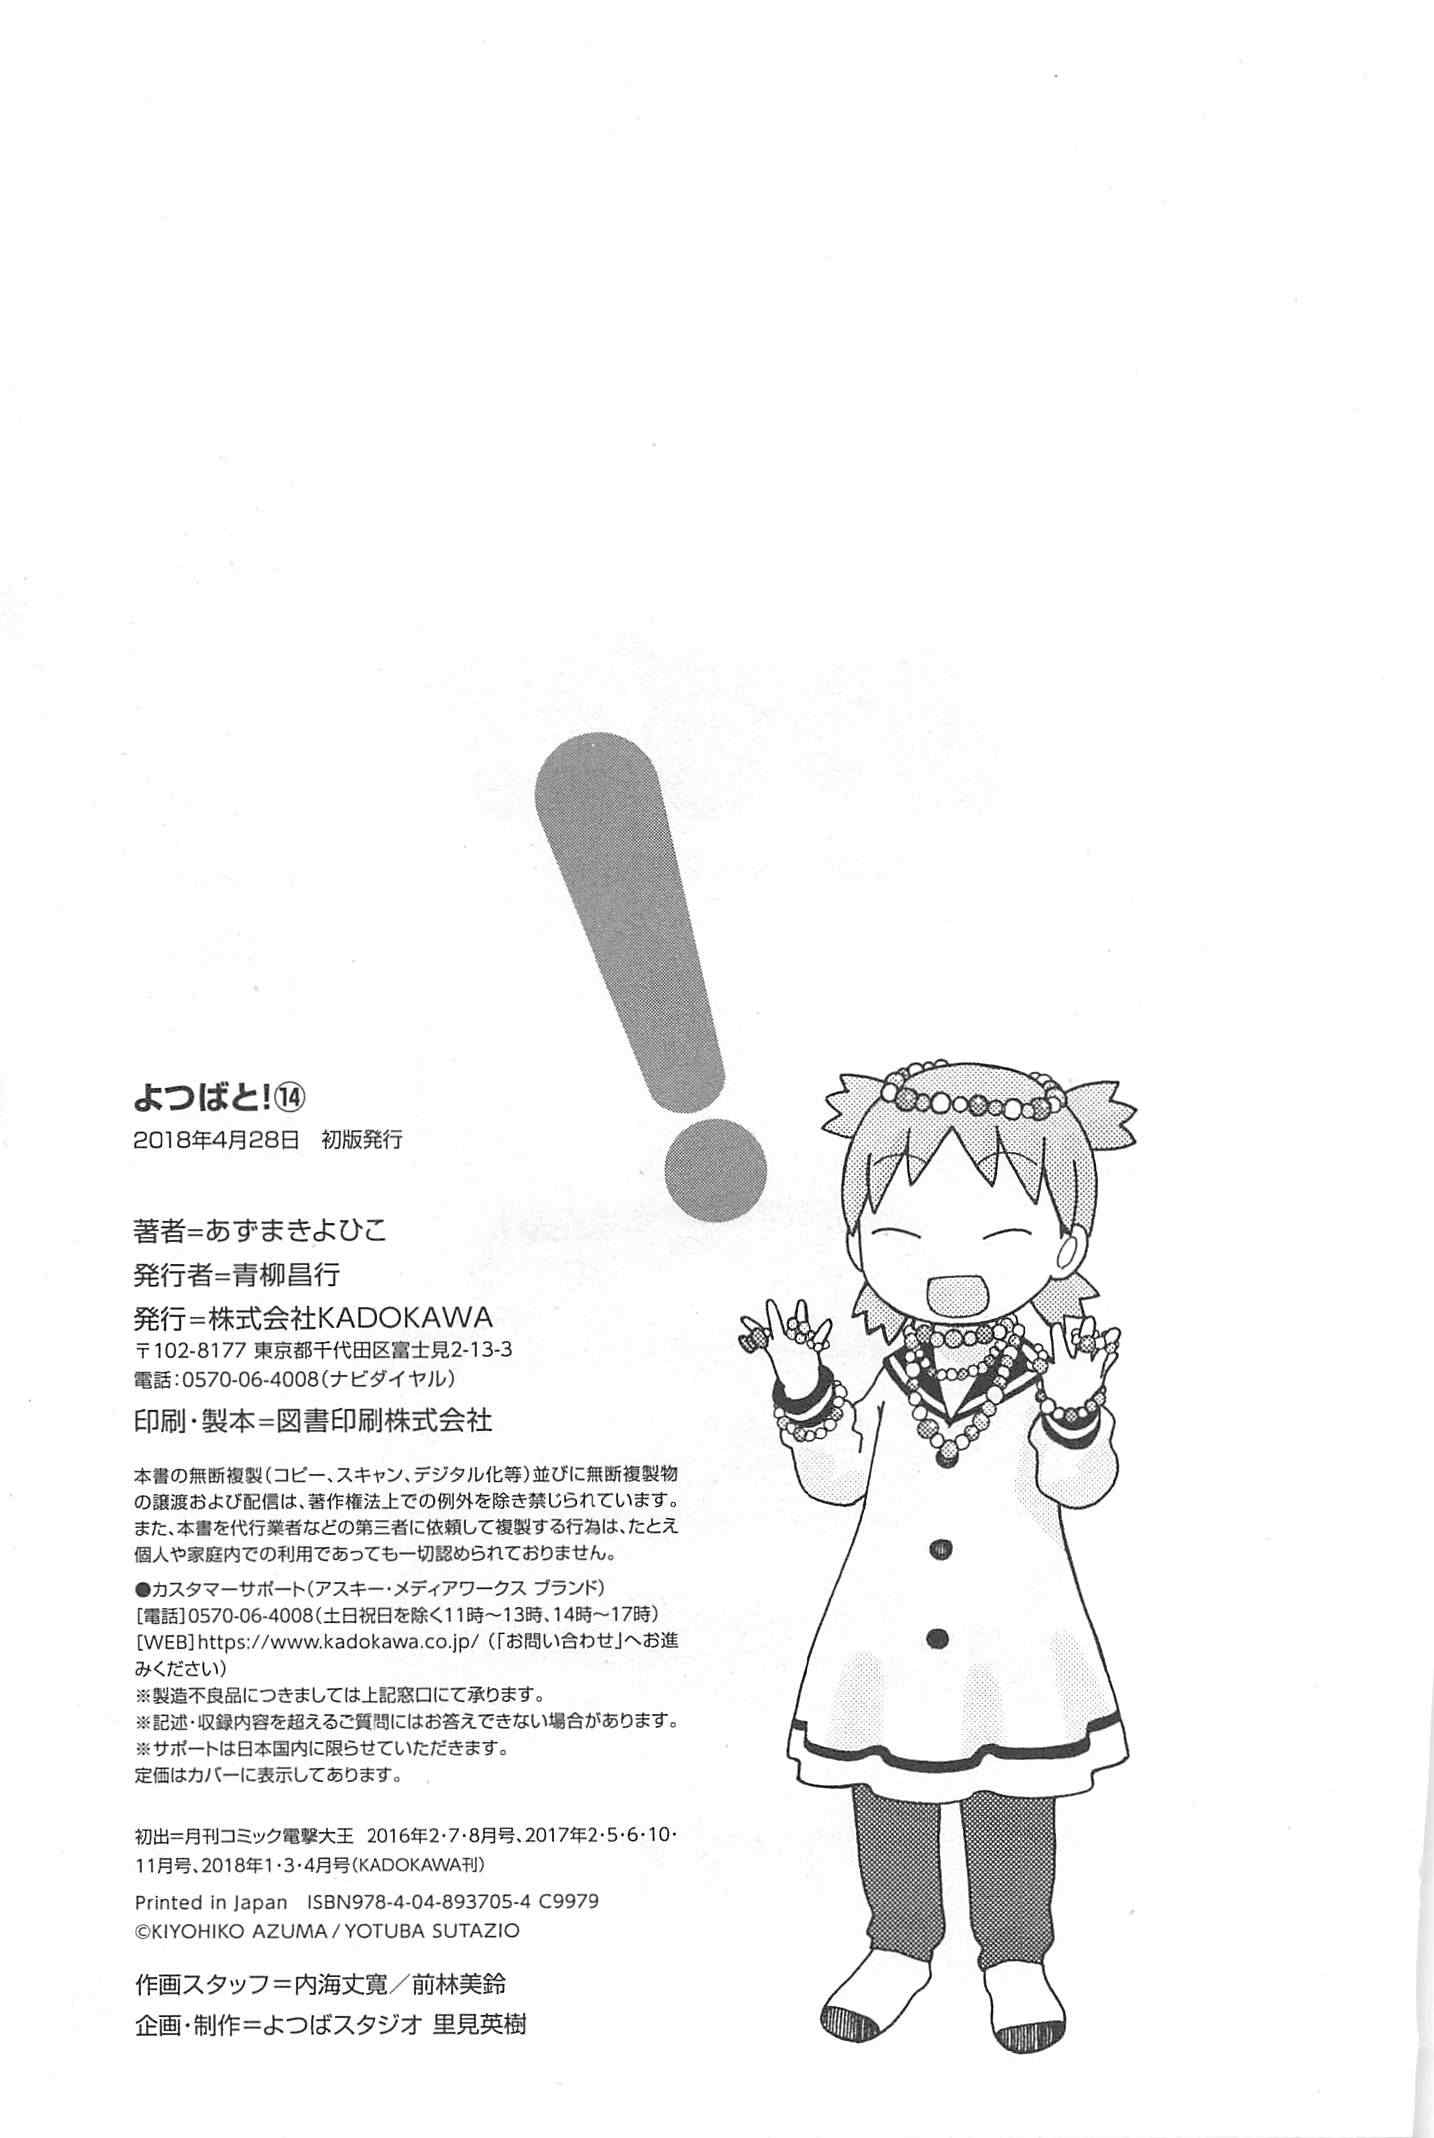 よつばと!⑭
2018年4月28日　初版発行
著者=あずまきよひこ
発行者=青柳昌行
発行=株式会社KADOKAWA
〒102-8177 東京都千代田区富士見2-13-3
電話:0570-06-4008(ナビダイヤル)
印刷・製本=図書印刷株式会社
本書の無断複製(コピー、スキャン、デジタル化等)並びに無断複製物
の譲渡および配信は、著作権法上での例外を除き禁じられています。
また、本書を代行業者などの第三者に依頼して複製する行為は、たとえ
個人や家庭内での利用であっても一切認められておりません。
●カスタマーサポート(アスキー・メディアワークス ブランド)
[電話]0570-06-4008(土日祝日を除く11時〜13時、14時〜17時)
[WEB]https://www.kadokawa.co.jp/(「お問い合わせ」へお進
みください)
※製造不良品につきましては上記窓口にて承ります。
※記述・収録内容を超えるご質問にはお答えできない場合があります。
※サポートは日本国内に限らせていただきます。
定価はカバーに表示してあります。
初出=月刊コミック電撃大王　2016年2・7・8月号、2017年2・5・6・10・
11月号、2018年1・3・4月号(KADOKAWA刊)
Printed in Japan　ISBN978-4-04-893705-4 C9979
©KIYOHIKO AZUMA/YOTUBA SUTAZIO
作画スタッフ=内海丈寛/前林美鈴
企画・制作=よつばスタジオ 里見英樹
!